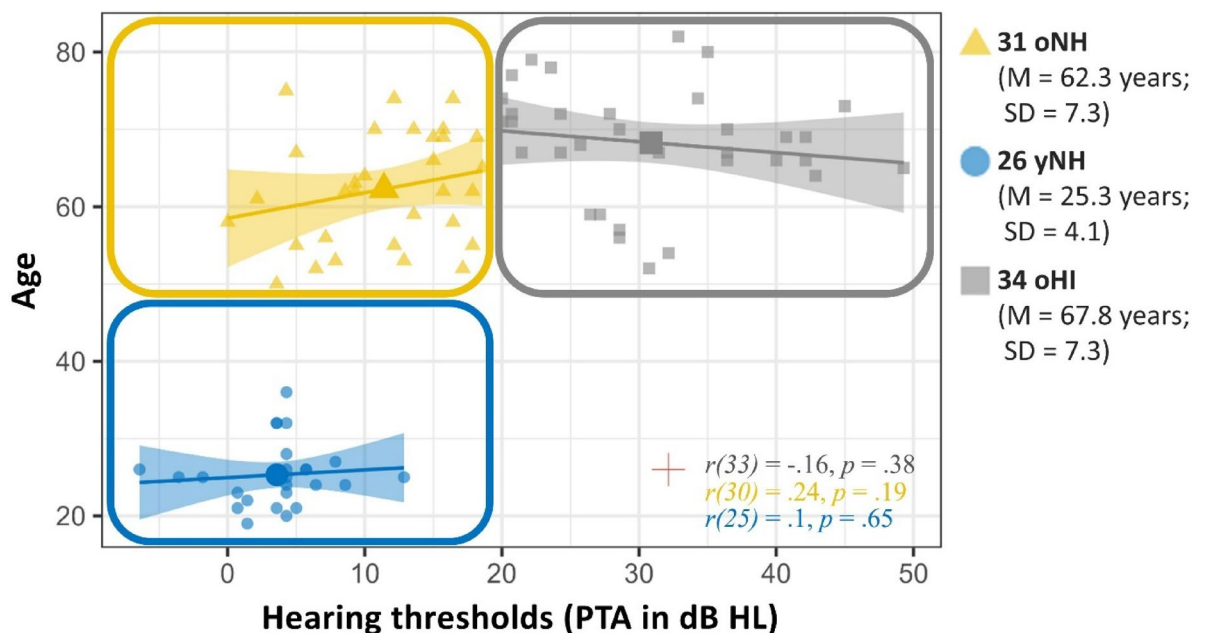 80
60
40
20
Age
0
10
20
30
40
50
Hearing thresholds (PTA in dB HL)
r(33) = -.16, p = .38
r(30) = .24, p = .19
r(25) = .1, p = .65
31 oNH
(M = 62.3 years;
SD = 7.3)
26 yNH
(M = 25.3 years;
SD = 4.1)
34 oHI
(M = 67.8 years;
SD = 7.3)